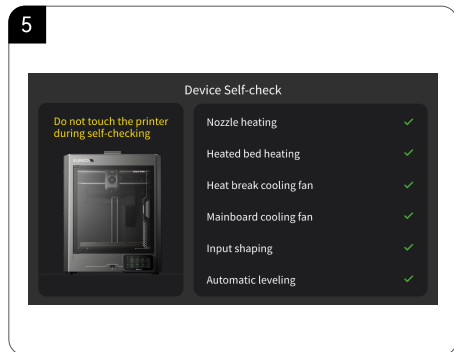 5
Device Self-check
Do not touch the printer
during self-checking
Nozzle heating
Heated bed heating
Heat break cooling fan
Mainboard cooling fan
Input shaping
Automatic leveling